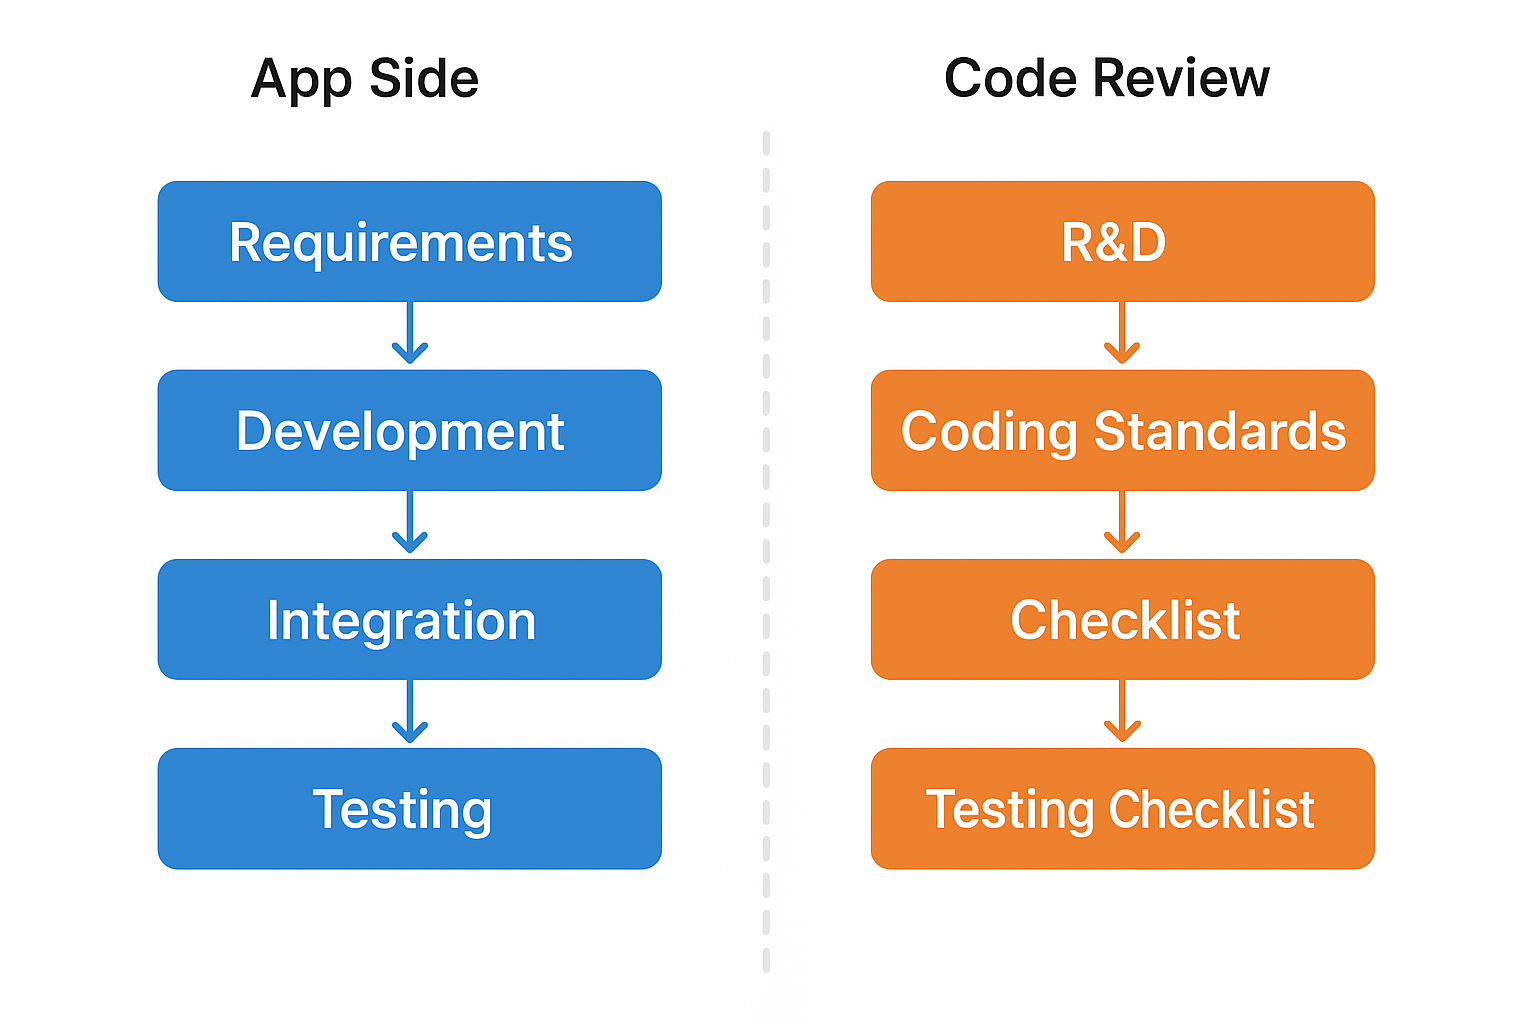 App Side
Requirements
Development
Integration
Testing
Code Review
R&D
Coding Standards
Checklist
Testing Checklist